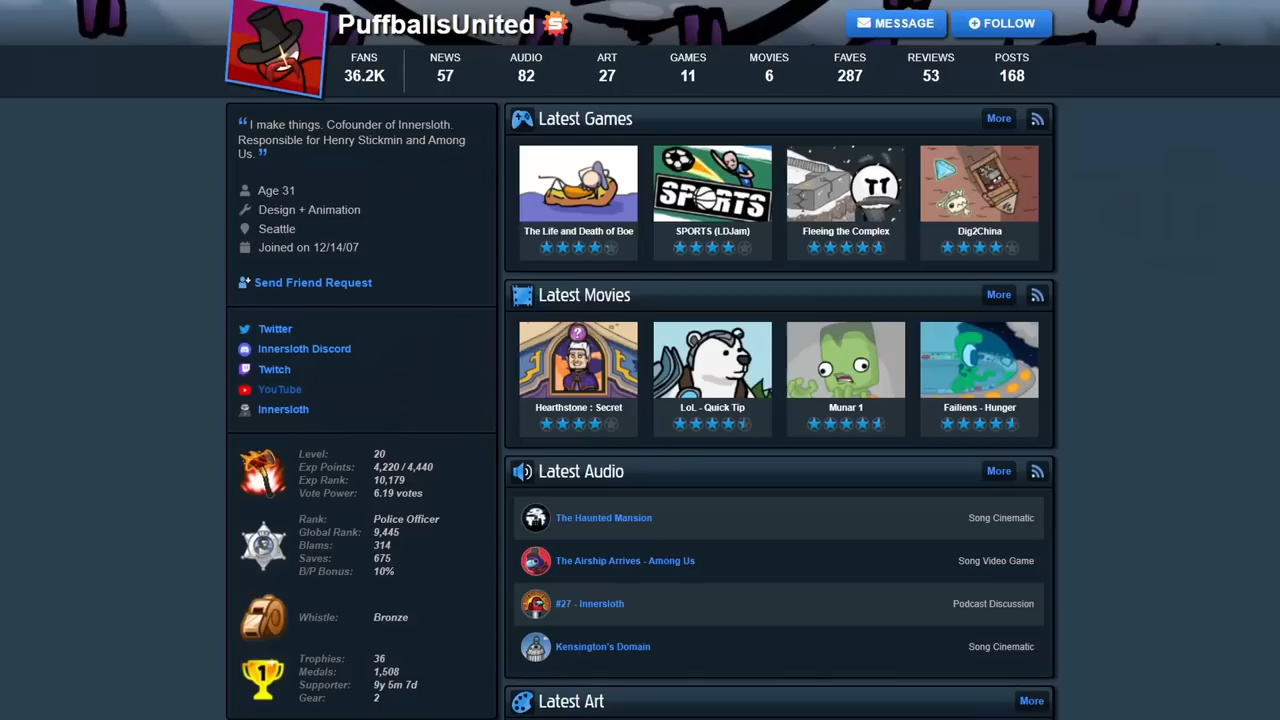 PuffballsUnited
MESSAGE
FOLLOW
FANS
36.2K
NEWS
57
AUDIO
82
ART
27
GAMES
11
MOVIES
6
FAVES
287
REVIEWS
53
POSTS
168
“ I make things. Cofounder of Innersloth.
Responsible for Henry Stickmin and Among
Us. ”
Age 31
Design + Animation
Seattle
Joined on 12/14/07
Send Friend Request
Twitter
Innersloth Discord
Twitch
YouTube
Innersloth
Level: 20
Exp Points: 4,220 / 4,440
Exp Rank: 10,179
Vote Power: 6.19 votes
Rank: Police Officer
Global Rank: 9,445
Blams: 314
Saves: 675
B/P Bonus: 10%
Whistle: Bronze
Trophies: 36
Medals: 1,508
Supporter: 9y 5m 7d
Gear: 2
Latest Games
More
SPORTS
The Life and Death of Boe
SPORTS (LDJam)
Fleeing the Complex
Dig2China
Latest Movies
More
Hearthstone : Secret
LoL - Quick Tip
Munar 1
Failiens - Hunger
Latest Audio
More
The Haunted Mansion
Song Cinematic
The Airship Arrives - Among Us
Song Video Game
#27 - Innersloth
Podcast Discussion
Kensington's Domain
Song Cinematic
Latest Art
More